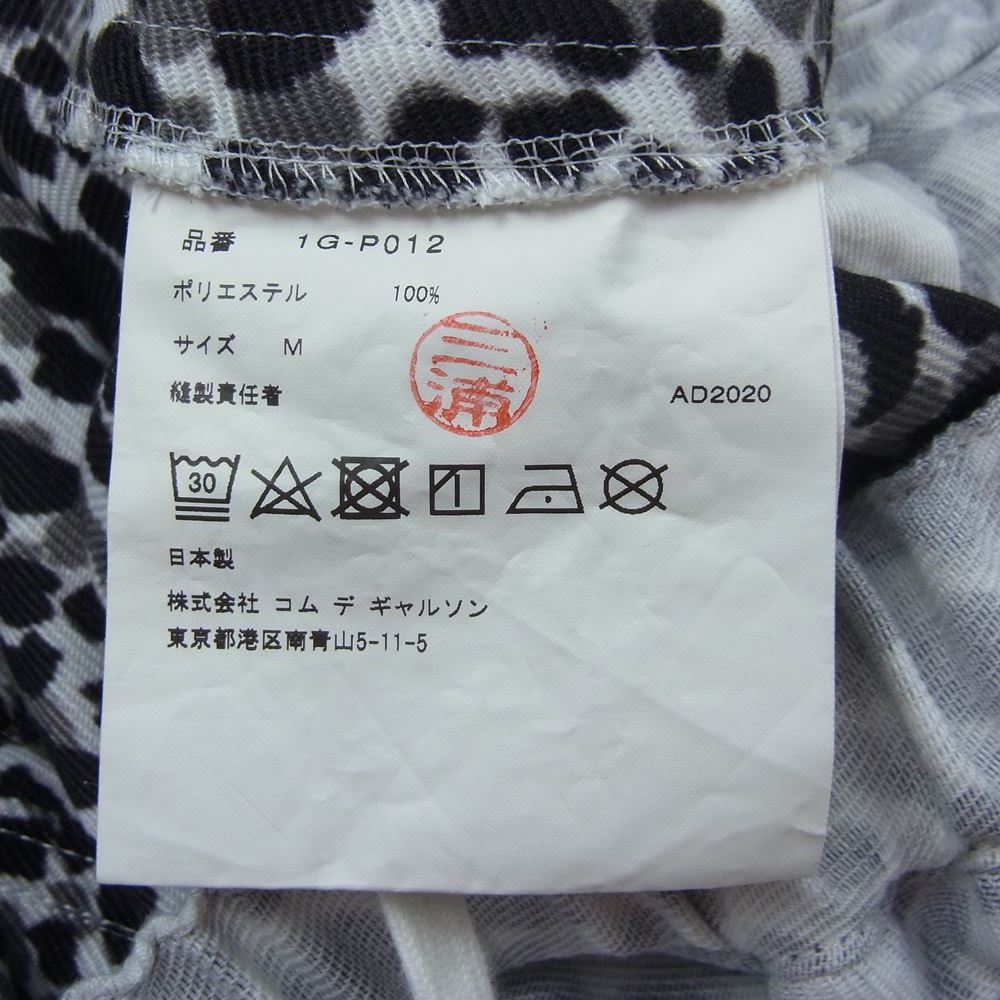 品番 1G-P012
ポリエステル 100%
サイズ M
三浦
縫製責任者 AD2020
30
日本製
株式会社 コム デ ギャルソン
東京都港区南青山5-11-5